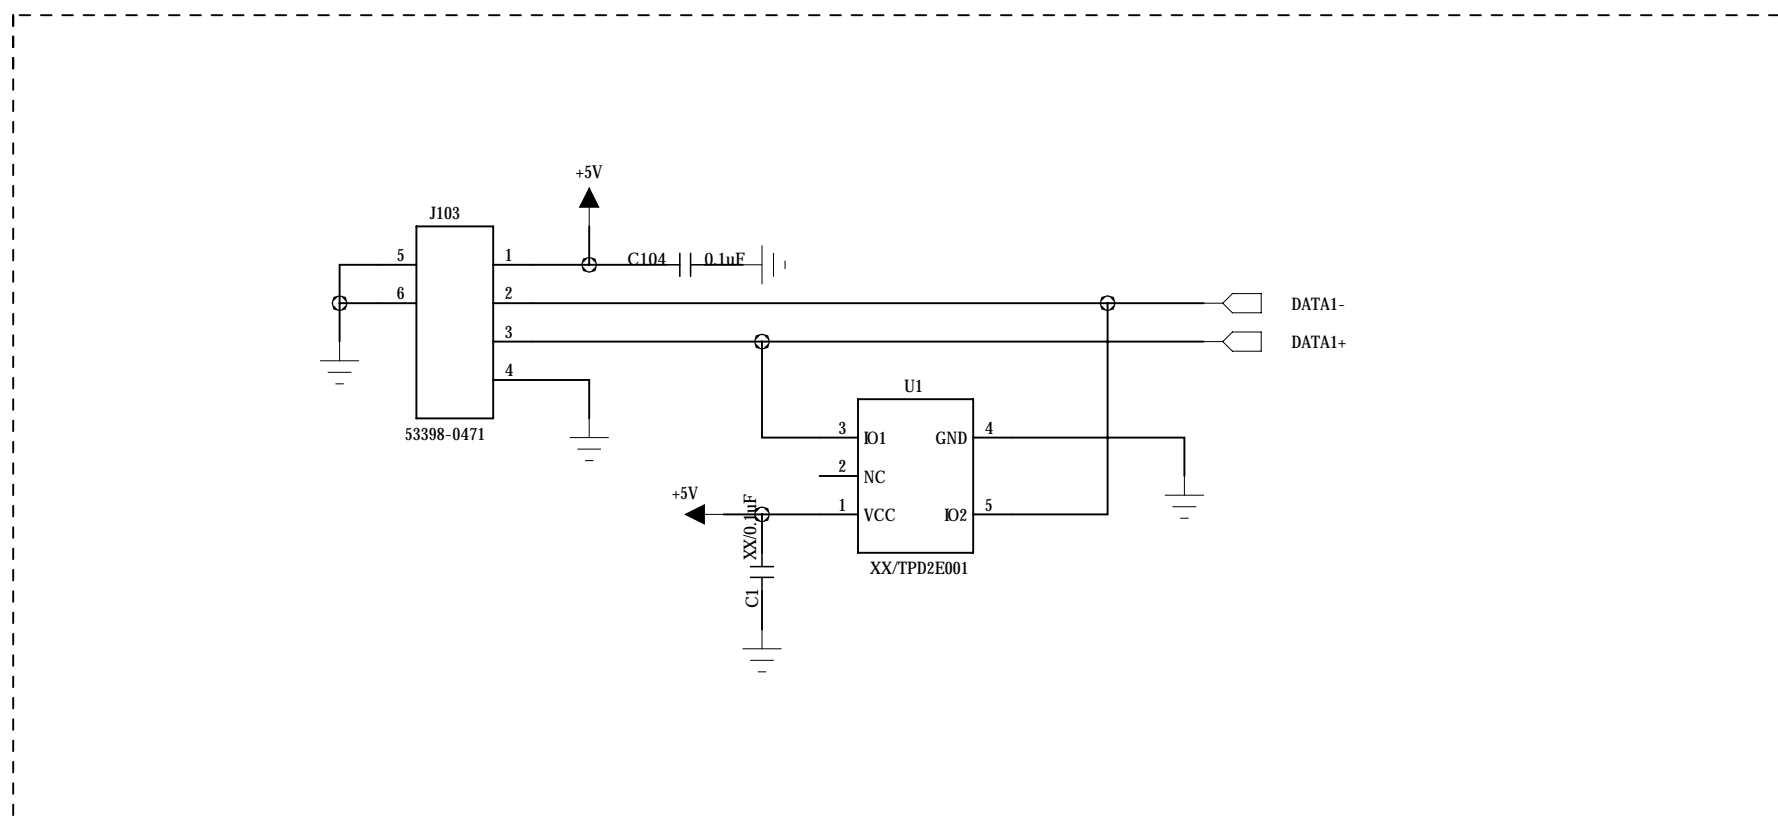 +5V
J103
5
1
C104
0.1uF
6
2
DATA1-
3
DATA1+
4
U1
53398-0471
3
IO1
GND
4
2
NC
+5V
XX/0.1uF
1
VCC
IO2
5
XX/TPD2E001
C1